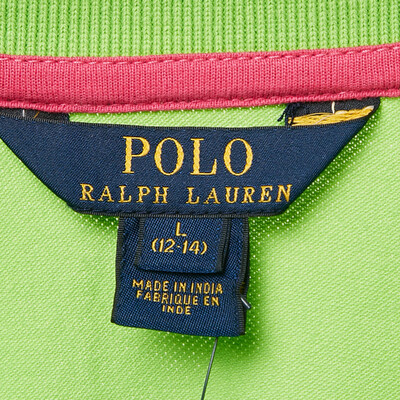 POLO
RALPH LAUREN
L
(12-14)
MADE IN INDIA
FABRIQUE EN
INDE